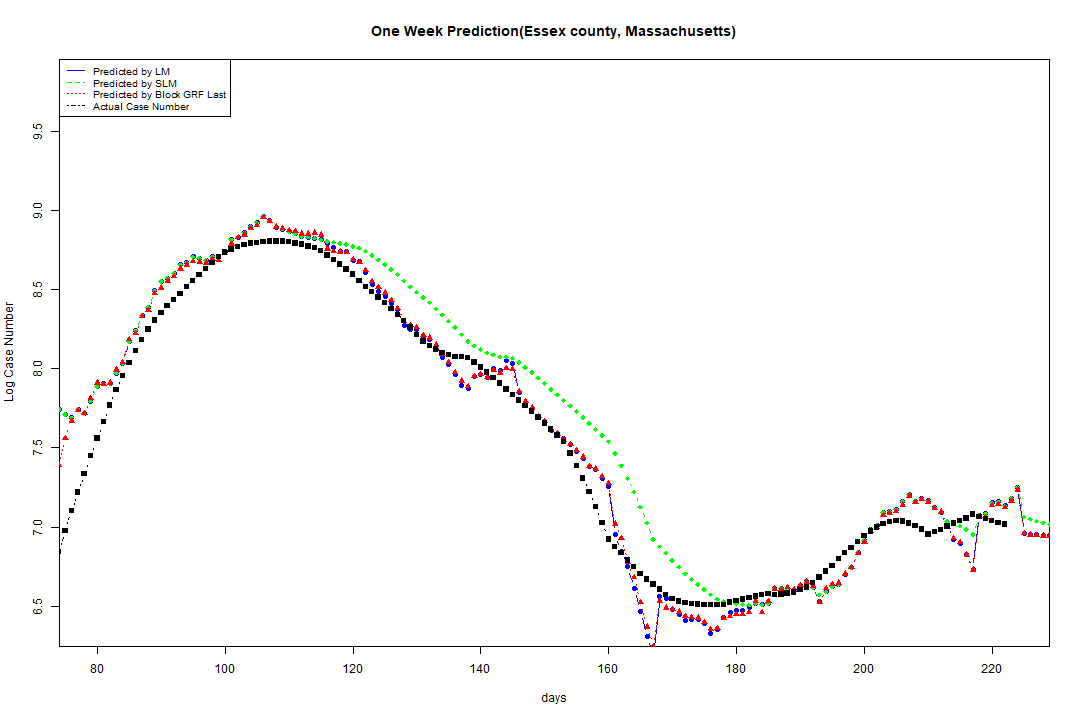 One Week Prediction(Essex county, Massachusetts)
Predicted by LM
Predicted by SLM
Predicted by Block GRF Last
Actual Case Number
Log Case Number
9.5
9.0
8.5
8.0
7.5
7.0
6.5
80 100 120 140 160 180 200 220
days